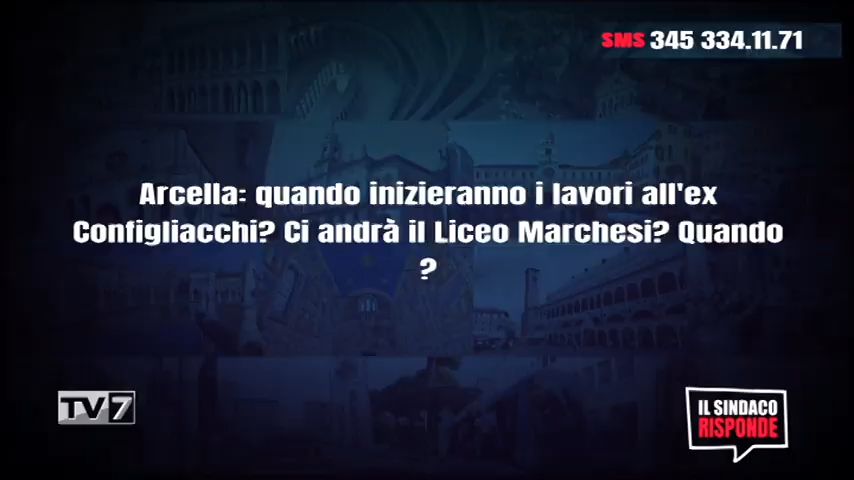 SMS 345 334.11.71
Arcella: quando inizieranno i lavori all'ex
Configliacchi? Ci andrà il Liceo Marchesi? Quando
?
TV7
IL SINDACO
RISPONDE